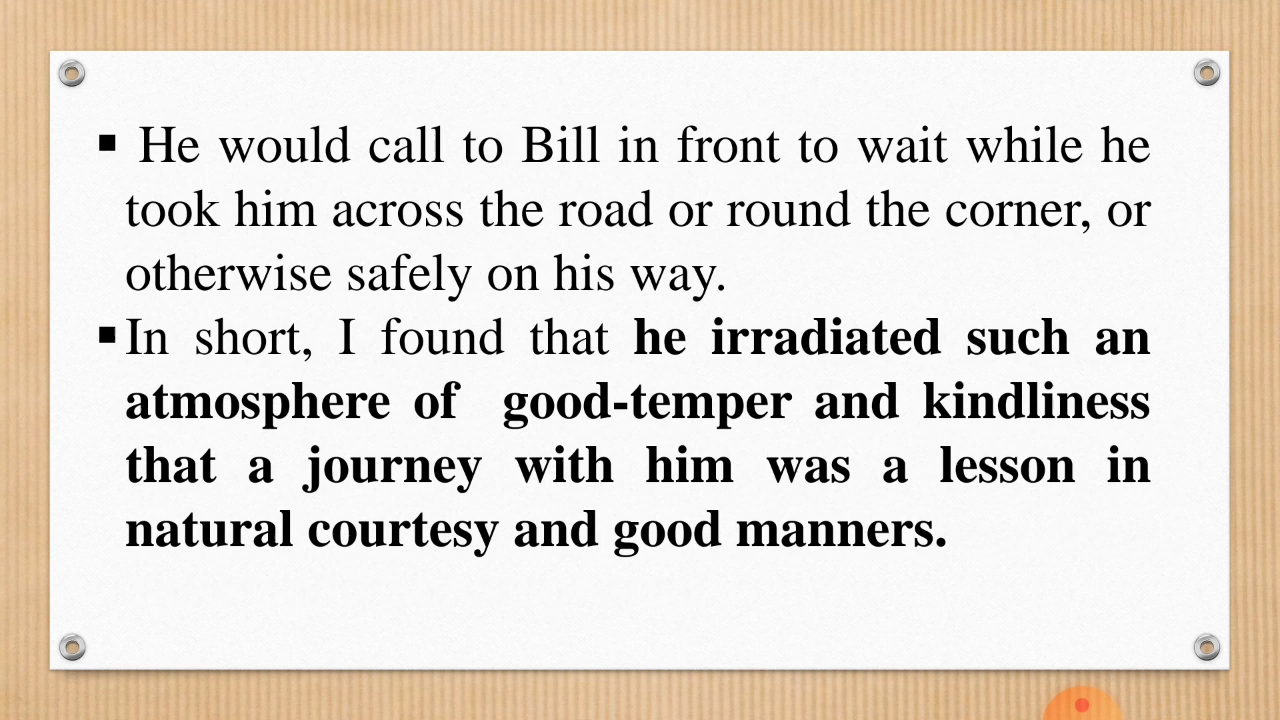 ▪ He would call to Bill in front to wait while he
took him across the road or round the corner, or
otherwise safely on his way.
▪In short, I found that he irradiated such an
atmosphere of good-temper and kindliness
that a journey with him was a lesson in
natural courtesy and good manners.